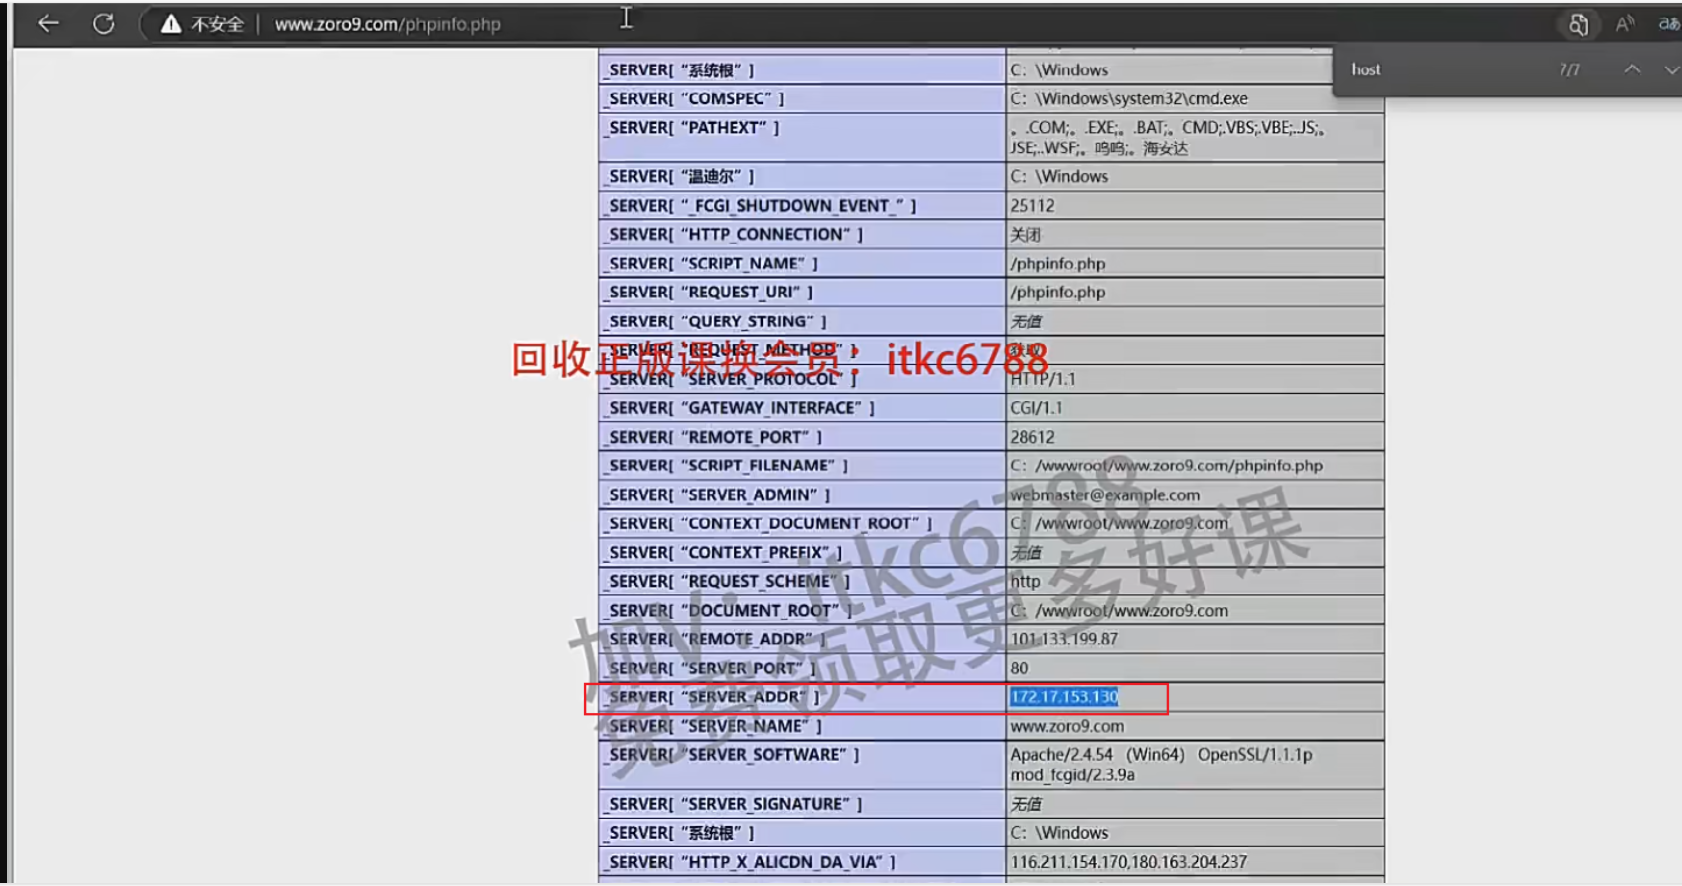 不安全 www.zoro9.com/phpinfo.php
host 7/7
_SERVER[ “系统根” ] C: \Windows
_SERVER[ “COMSPEC” ] C: \Windows\system32\cmd.exe
_SERVER[ “PATHEXT” ] 。.COM;。.EXE;。.BAT;。CMD;.VBS;.VBE;.JS;。
JSE;..WSF;。呜呜;。海安达
_SERVER[ “温迪尔” ] C: \Windows
_SERVER[ “_FCGI_SHUTDOWN_EVENT_” ] 25112
_SERVER[ “HTTP_CONNECTION” ] 关闭
_SERVER[ “SCRIPT_NAME” ] /phpinfo.php
_SERVER[ “REQUEST_URI” ] /phpinfo.php
_SERVER[ “QUERY_STRING” ] 无值
_SERVER[ “REQUEST_METHOD” ] 获取
回收正版课换会员：itkc6788
_SERVER[ “SERVER_PROTOCOL” ] HTTP/1.1
_SERVER[ “GATEWAY_INTERFACE” ] CGI/1.1
_SERVER[ “REMOTE_PORT” ] 28612
_SERVER[ “SCRIPT_FILENAME” ] C: /wwwroot/www.zoro9.com/phpinfo.php
_SERVER[ “SERVER_ADMIN” ] webmaster@example.com
_SERVER[ “CONTEXT_DOCUMENT_ROOT” ] C: /wwwroot/www.zoro9.com
_SERVER[ “CONTEXT_PREFIX” ] 无值
_SERVER[ “REQUEST_SCHEME” ] http
_SERVER[ “DOCUMENT_ROOT” ] C: /wwwroot/www.zoro9.com
_SERVER[ “REMOTE_ADDR” ] 101.133.199.87
_SERVER[ “SERVER_PORT” ] 80
_SERVER[ “SERVER_ADDR” ] 172.17.153.130
_SERVER[ “SERVER_NAME” ] www.zoro9.com
_SERVER[ “SERVER_SOFTWARE” ] Apache/2.4.54 (Win64) OpenSSL/1.1.1p
mod_fcgid/2.3.9a
_SERVER[ “SERVER_SIGNATURE” ] 无值
_SERVER[ “系统根” ] C: \Windows
_SERVER[ “HTTP_X_ALICDN_DA_VIA” ] 116.211.154.170,180.163.204.237
加V：itkc6788
免费领取更多好课